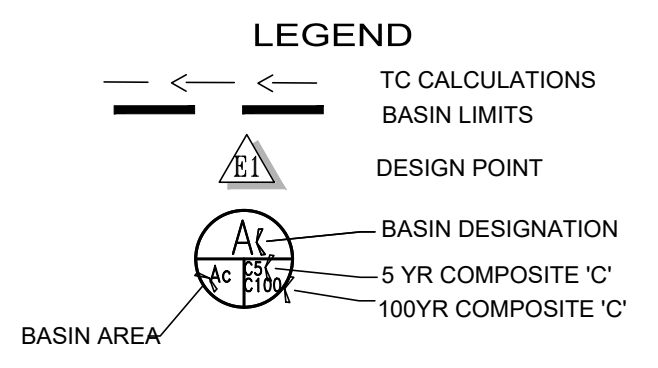 LEGEND
TC CALCULATIONS
BASIN LIMITS
E1
DESIGN POINT
A
BASIN DESIGNATION
Ac
C5
C100
5 YR COMPOSITE 'C'
100YR COMPOSITE 'C'
BASIN AREA